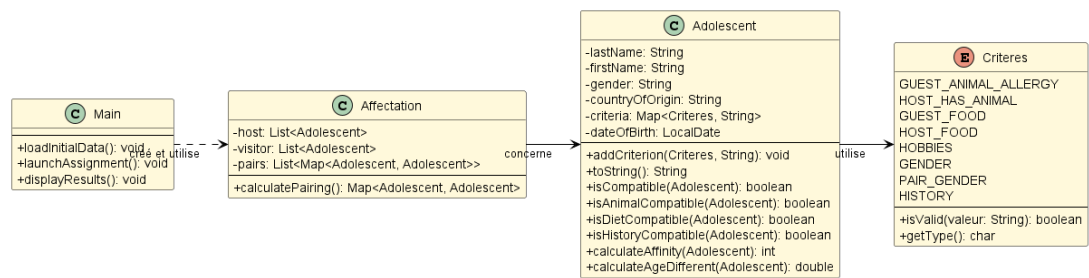 C Main
+loadInitialData(): void
+launchAssignment(): void
+displayResults(): void
créé et utilise
C Affectation
-host: List<Adolescent>
-visitor: List<Adolescent>
-pairs: List<Map<Adolescent, Adolescent>>
+calculatePairing(): Map<Adolescent, Adolescent>
concerne
C Adolescent
-lastName: String
-firstName: String
-gender: String
-countryOfOrigin: String
-criteria: Map<Criteres, String>
-dateOfBirth: LocalDate
+addCriterion(Criteres, String): void
+toString(): String
+isCompatible(Adolescent): boolean
+isAnimalCompatible(Adolescent): boolean
+isDietCompatible(Adolescent): boolean
+isHistoryCompatible(Adolescent): boolean
+calculateAffinity(Adolescent): int
+calculateAgeDifferent(Adolescent): double
utilise
E Criteres
GUEST_ANIMAL_ALLERGY
HOST_HAS_ANIMAL
GUEST_FOOD
HOST_FOOD
HOBBIES
GENDER
PAIR_GENDER
HISTORY
+isValid(valeur: String): boolean
+getType(): char